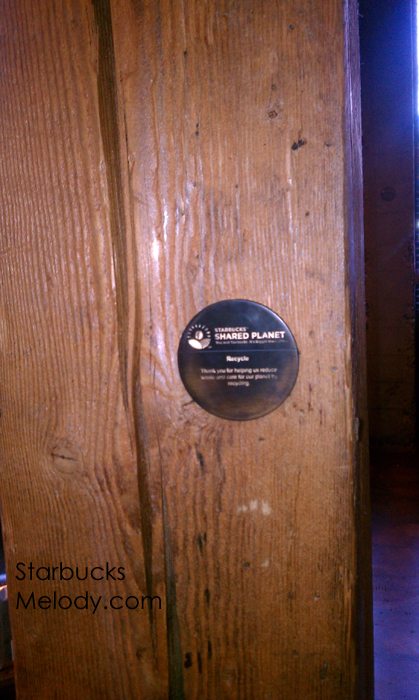 STARBUCKS
SHARED PLANET
Recycle
Thank you for helping us reduce
waste and care for our planet by
recycling.
Starbucks
Melody.com